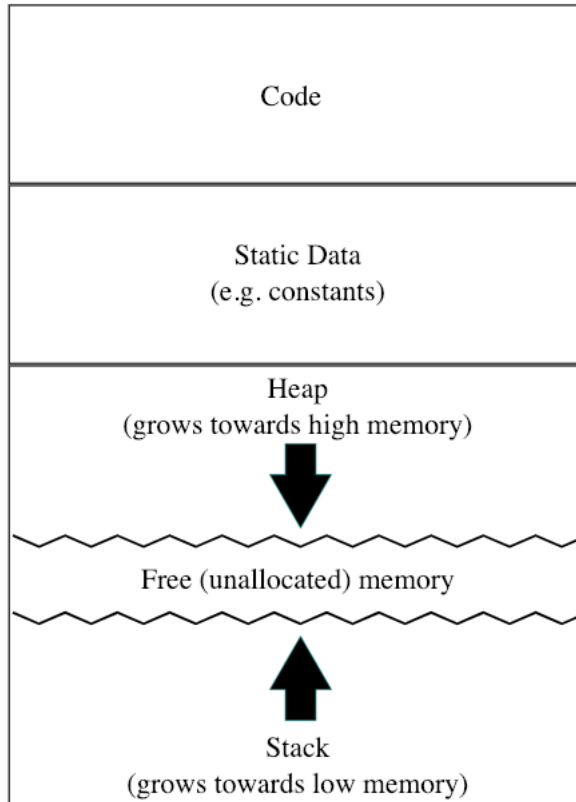 Code
Static Data
(e.g. constants)
Heap
(grows towards high memory)
Free (unallocated) memory
Stack
(grows towards low memory)